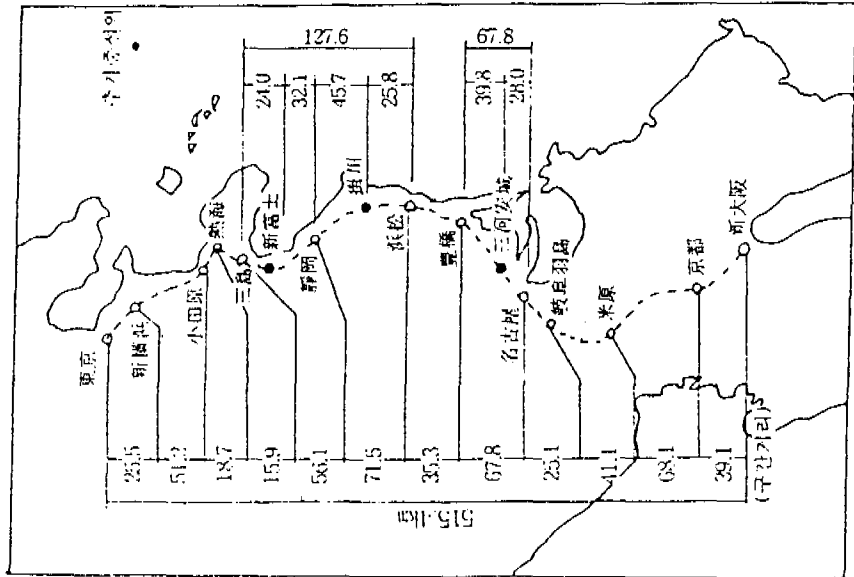 127.6
67.8
24.0
32.1
45.7
25.8
39.8
28.0
東京
新横浜
小田原
熱海
三島
新富士
靜岡
掛川
浜松
豊橋
三河安城
名古屋
岐阜羽島
米原
京都
新大阪
25.5
51.2
18.7
15.9
56.1
71.5
35.3
67.8
25.1
41.1
68.1
39.1
(구간거리)
515.4km